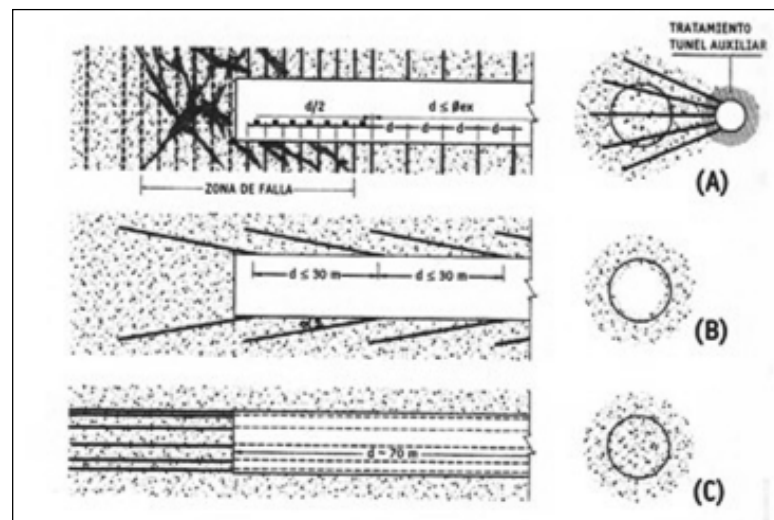 TRATAMIENTO
TUNEL AUXILIAR
d/2
d ≤ Øex
d
d
d
d
ZONA DE FALLA
(A)
d ≤ 30 m
d ≤ 30 m
(B)
d ~ 70 m
(C)